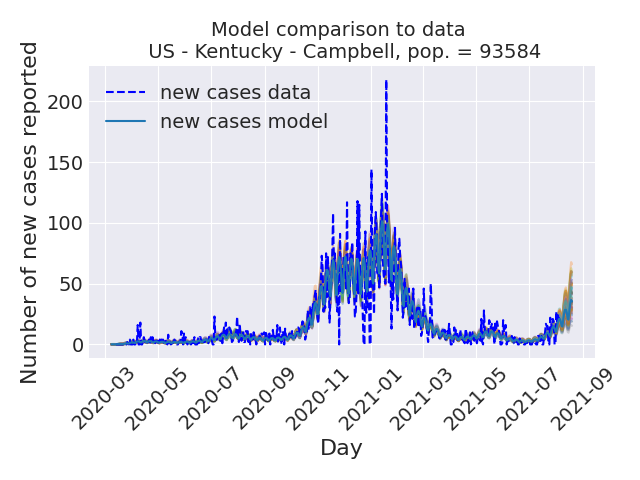 Model comparison to data
US - Kentucky - Campbell, pop. = 93584
Number of new cases reported
200
150
100
50
0
new cases data
new cases model
2020-03
2020-05
2020-07
2020-09
2020-11
2021-01
2021-03
2021-05
2021-07
2021-09
Day